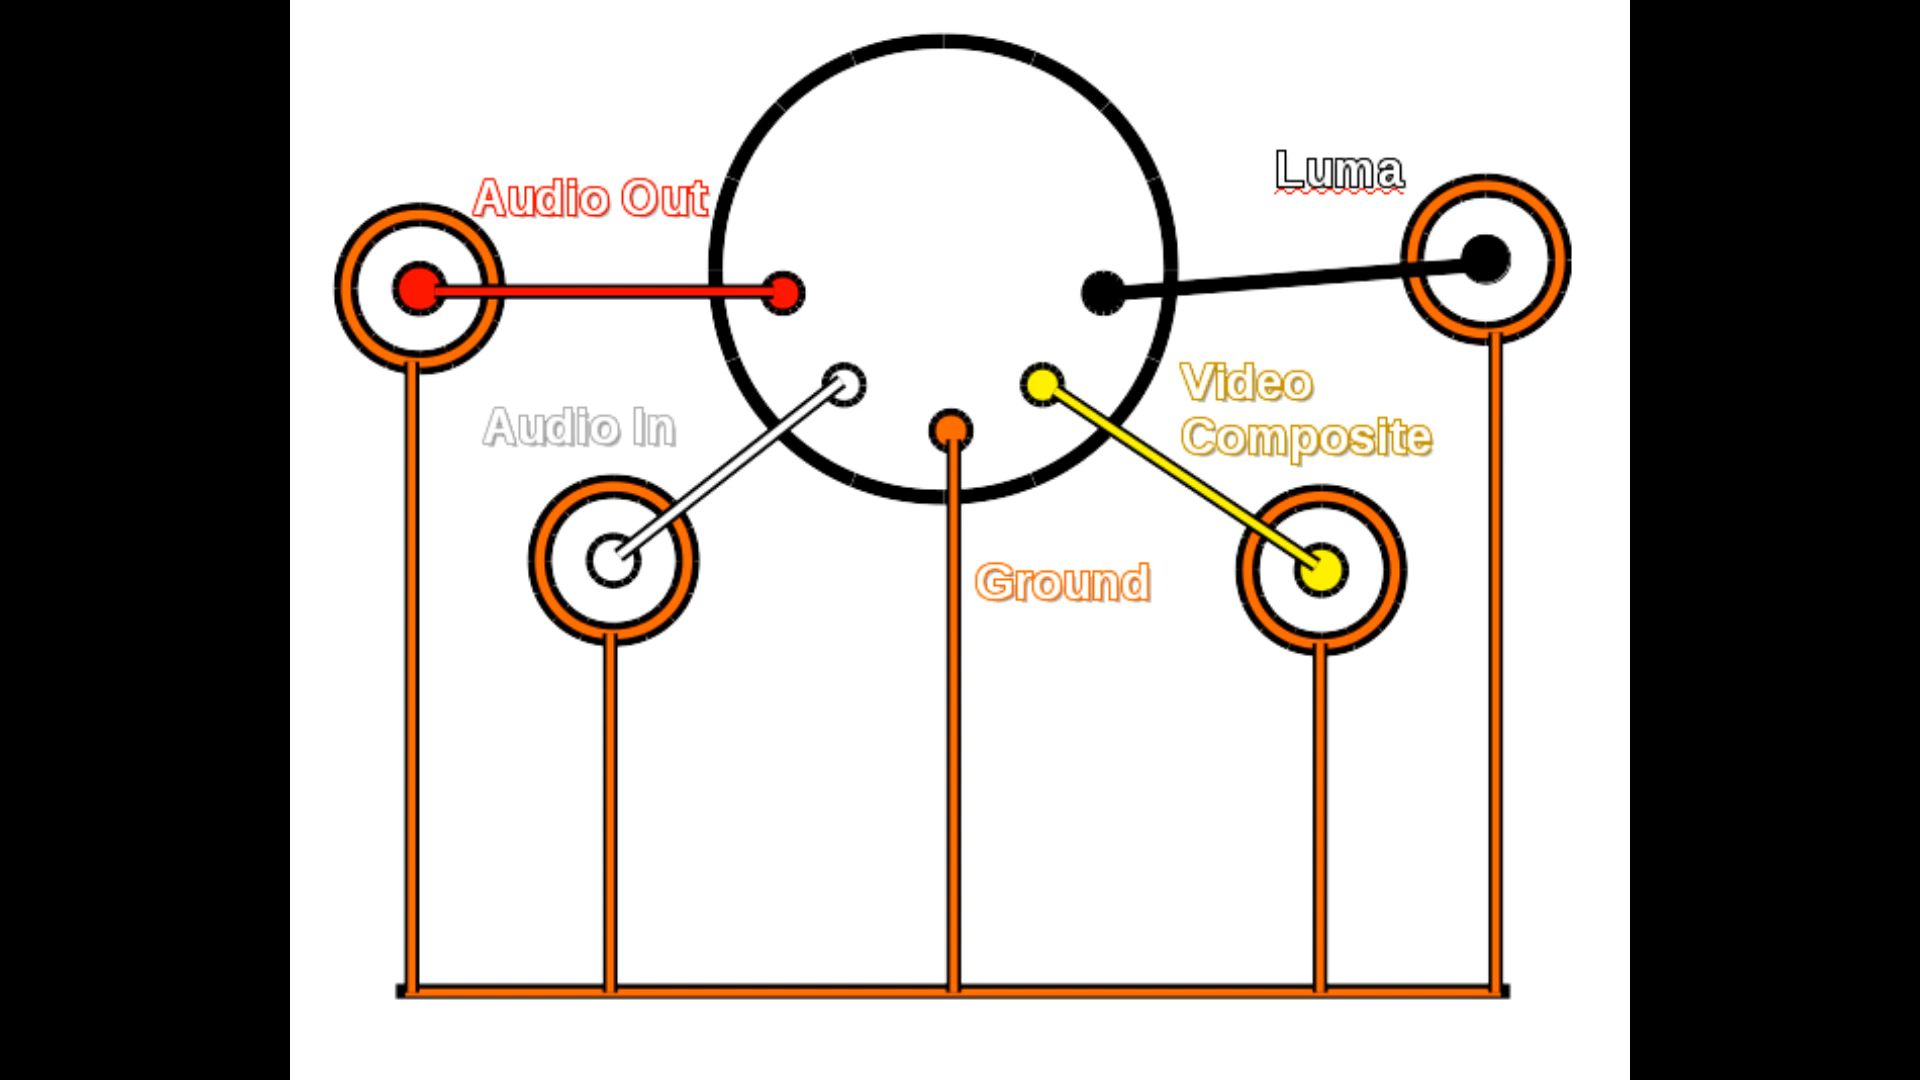 Luma
Audio Out
Video
Composite
Audio In
Ground